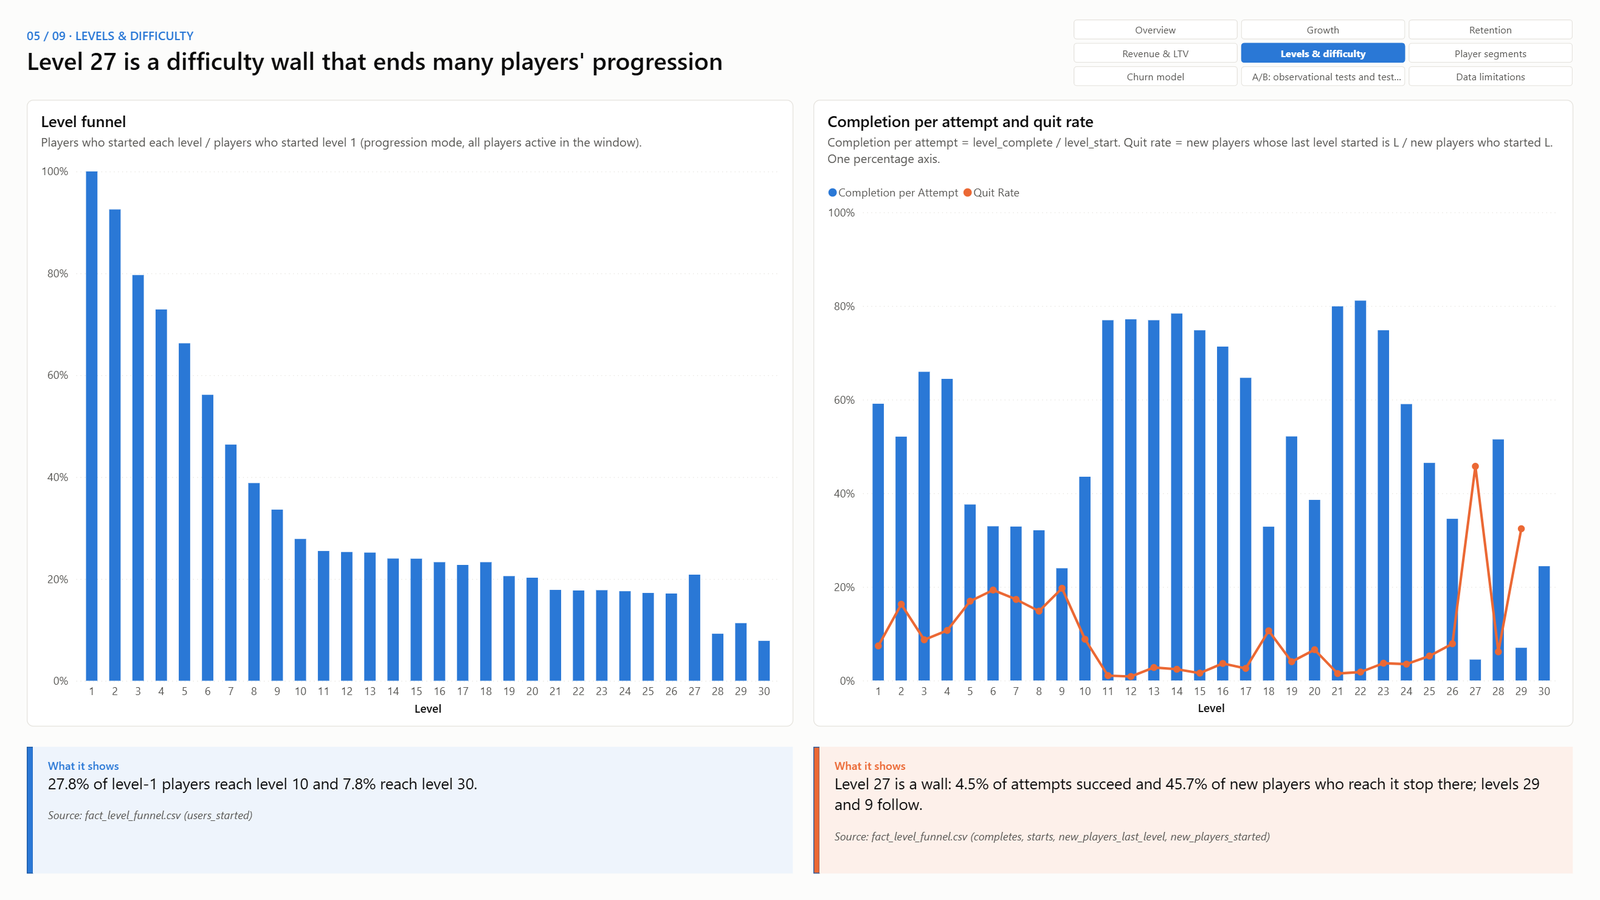 05 / 09 · LEVELS & DIFFICULTY
Level 27 is a difficulty wall that ends many players' progression
Overview
Growth
Retention
Revenue & LTV
Levels & difficulty
Player segments
Churn model
A/B: observational tests and test...
Data limitations
Level funnel
Players who started each level / players who started level 1 (progression mode, all players active in the window).
100%
80%
60%
40%
20%
0%
1 2 3 4 5 6 7 8 9 10 11 12 13 14 15 16 17 18 19 20 21 22 23 24 25 26 27 28 29 30
Level
Completion per attempt and quit rate
Completion per attempt = level_complete / level_start. Quit rate = new players whose last level started is L / new players who started L.
One percentage axis.
Completion per Attempt Quit Rate
100%
80%
60%
40%
20%
0%
1 2 3 4 5 6 7 8 9 10 11 12 13 14 15 16 17 18 19 20 21 22 23 24 25 26 27 28 29 30
Level
What it shows
27.8% of level-1 players reach level 10 and 7.8% reach level 30.
Source: fact_level_funnel.csv (users_started)
What it shows
Level 27 is a wall: 4.5% of attempts succeed and 45.7% of new players who reach it stop there; levels 29
and 9 follow.
Source: fact_level_funnel.csv (completes, starts, new_players_last_level, new_players_started)